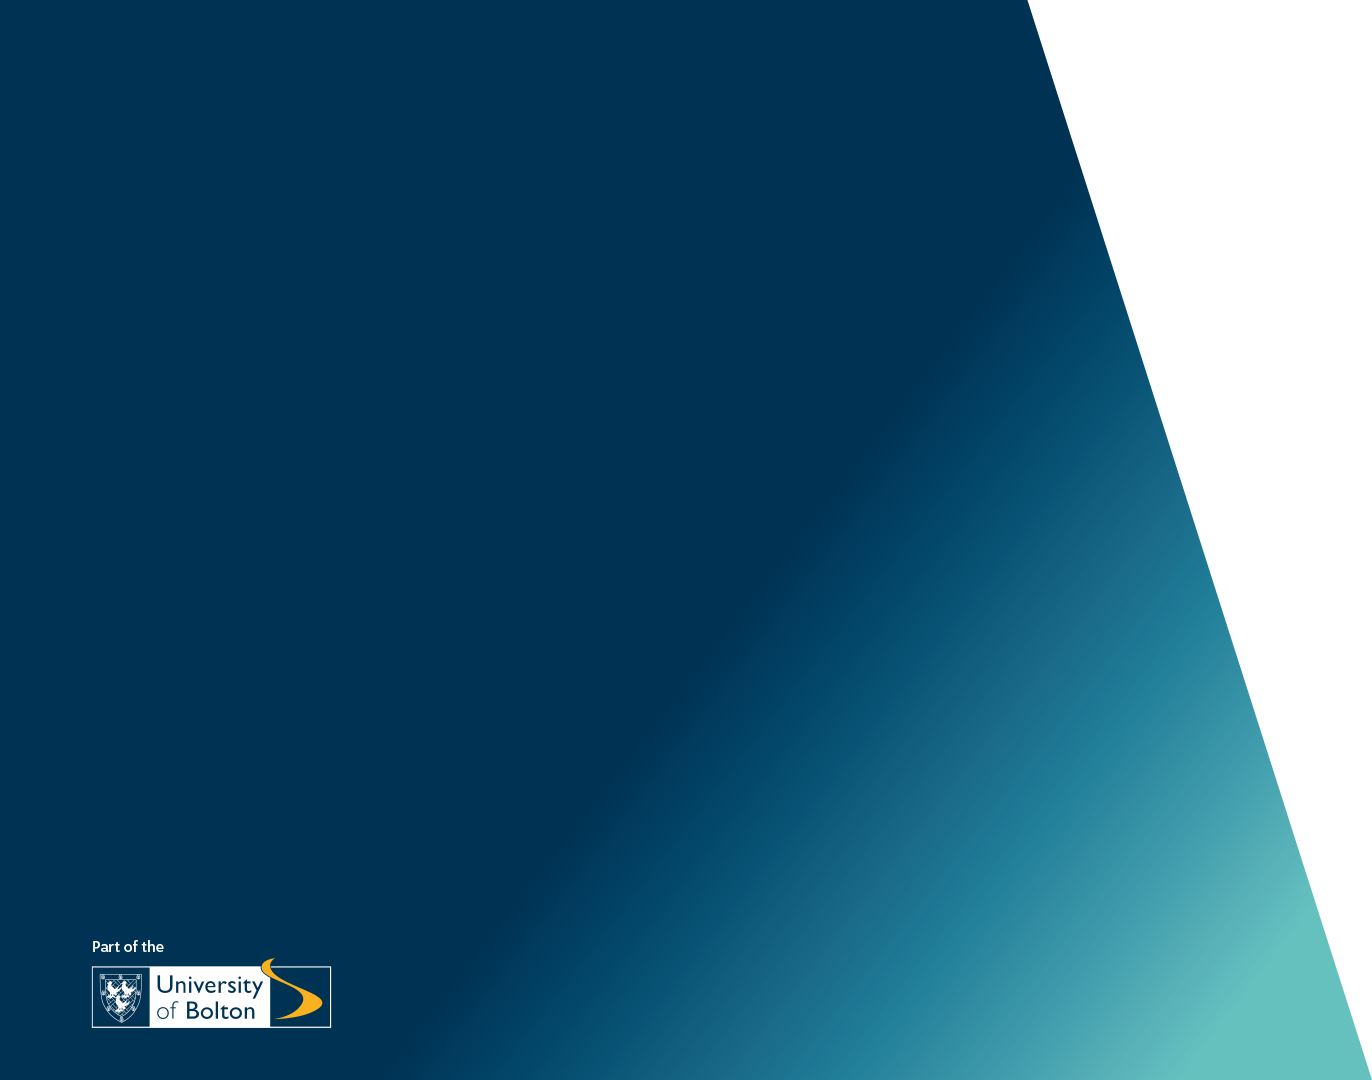 Part of the
University
of Bolton